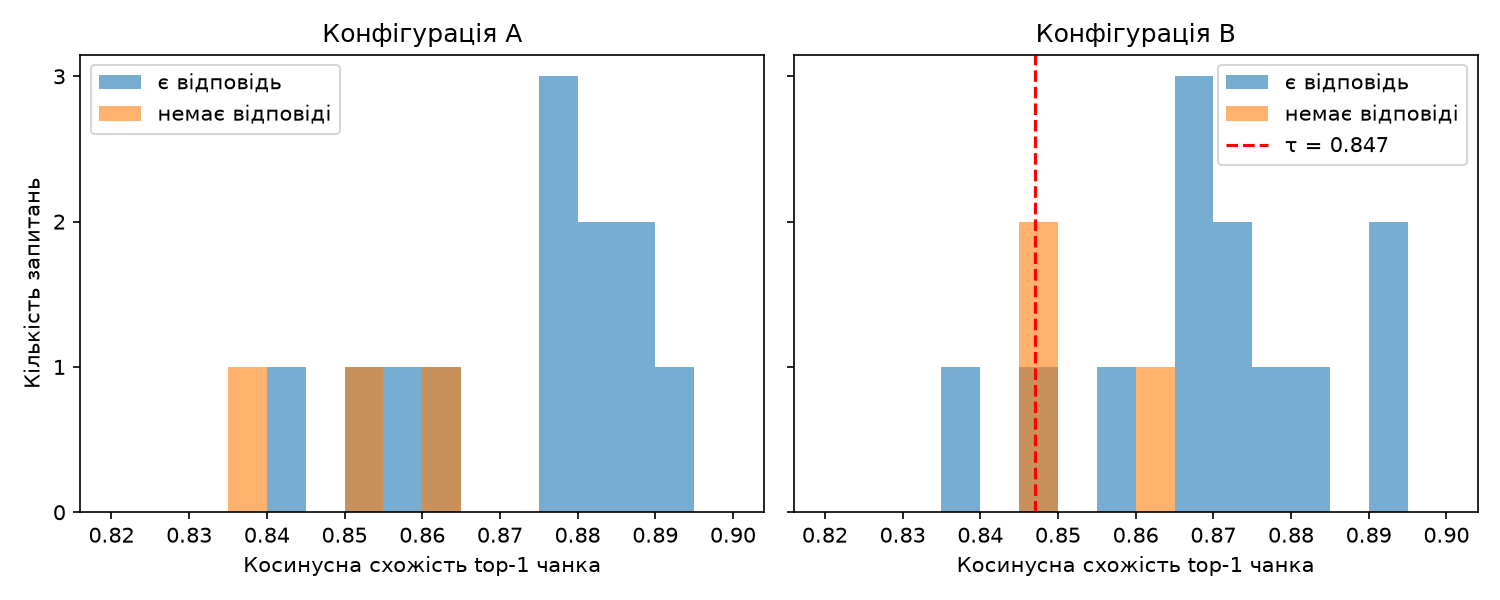 Конфігурація A
Конфігурація B
є відповідь
немає відповіді
є відповідь
немає відповіді
τ = 0.847
Кількість запитань
3
2
1
0
0.82 0.83 0.84 0.85 0.86 0.87 0.88 0.89 0.90
0.82 0.83 0.84 0.85 0.86 0.87 0.88 0.89 0.90
Косинусна схожість top-1 чанка
Косинусна схожість top-1 чанка